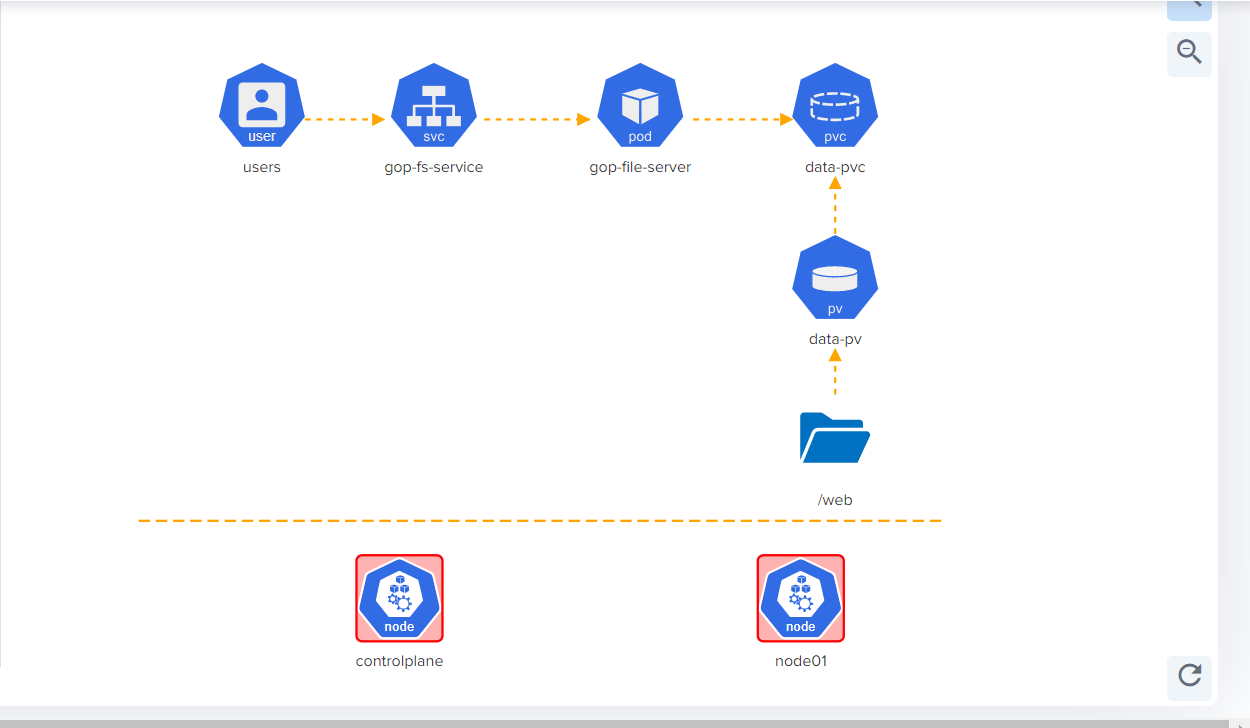 user
svc
pod
pvc
users
gop-fs-service
gop-file-server
data-pvc
pv
data-pv
/web
node
node
controlplane
node01